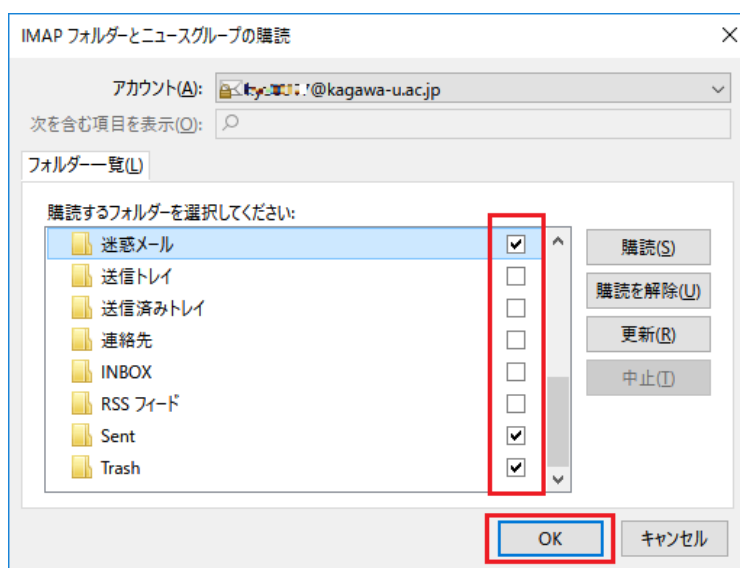 IMAP フォルダーとニュースグループの購読
アカウント(A): @kagawa-u.ac.jp
次を含む項目を表示(O):
フォルダー一覧(L)
購読するフォルダーを選択してください:
迷惑メール
購読(S)
送信トレイ
購読を解除(U)
送信済みトレイ
更新(R)
連絡先
INBOX
中止(T)
RSS フィード
Sent
Trash
OK
キャンセル